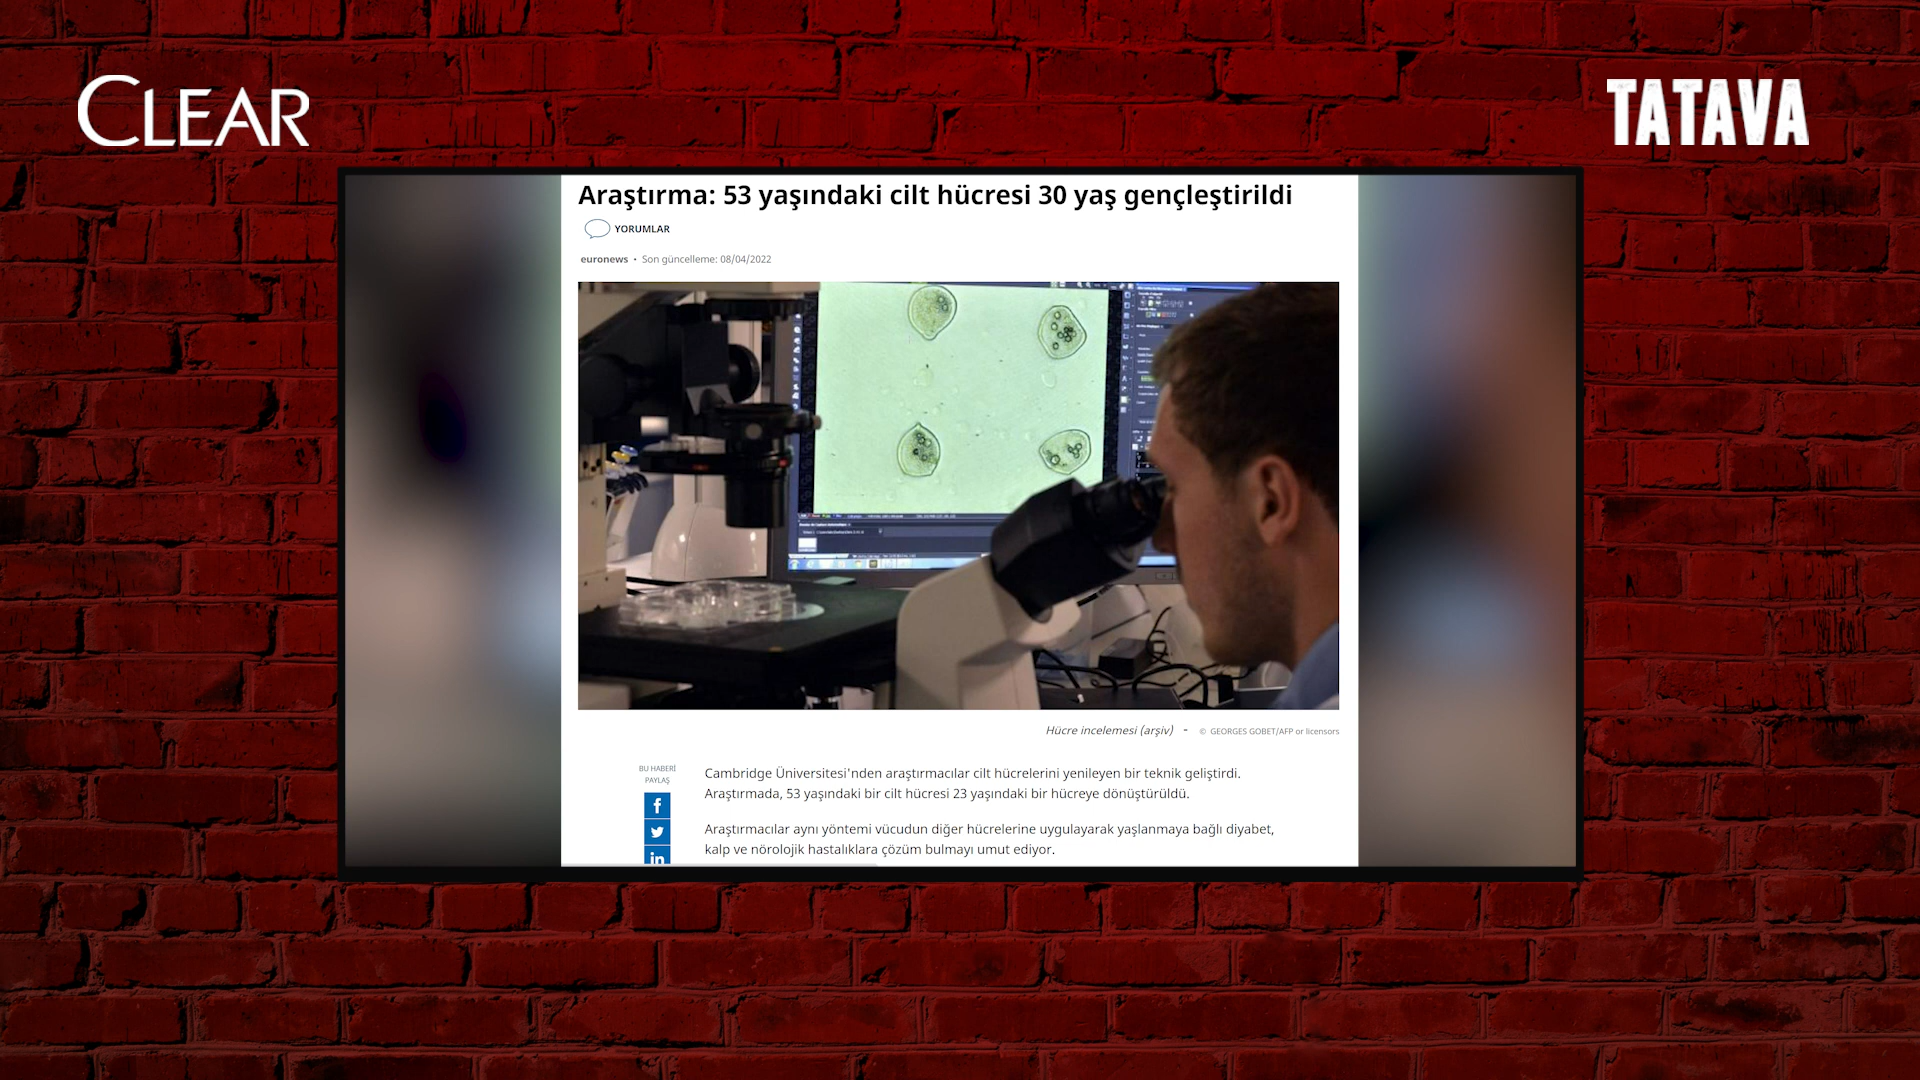 CLEAR
TATAVA
Araştırma: 53 yaşındaki cilt hücresi 30 yaş gençleştirildi
YORUMLAR
euronews • Son güncelleme: 08/04/2022
Hücre incelemesi (arşiv) - © GEORGES GOBET/AFP or licensors
BU HABERİ
PAYLAŞ
Cambridge Üniversitesi'nden araştırmacılar cilt hücrelerini yenileyen bir teknik geliştirdi.
Araştırmada, 53 yaşındaki bir cilt hücresi 23 yaşındaki bir hücreye dönüştürüldü.
Araştırmacılar aynı yöntemi vücudun diğer hücrelerine uygulayarak yaşlanmaya bağlı diyabet,
kalp ve nörolojik hastalıklara çözüm bulmayı umut ediyor.